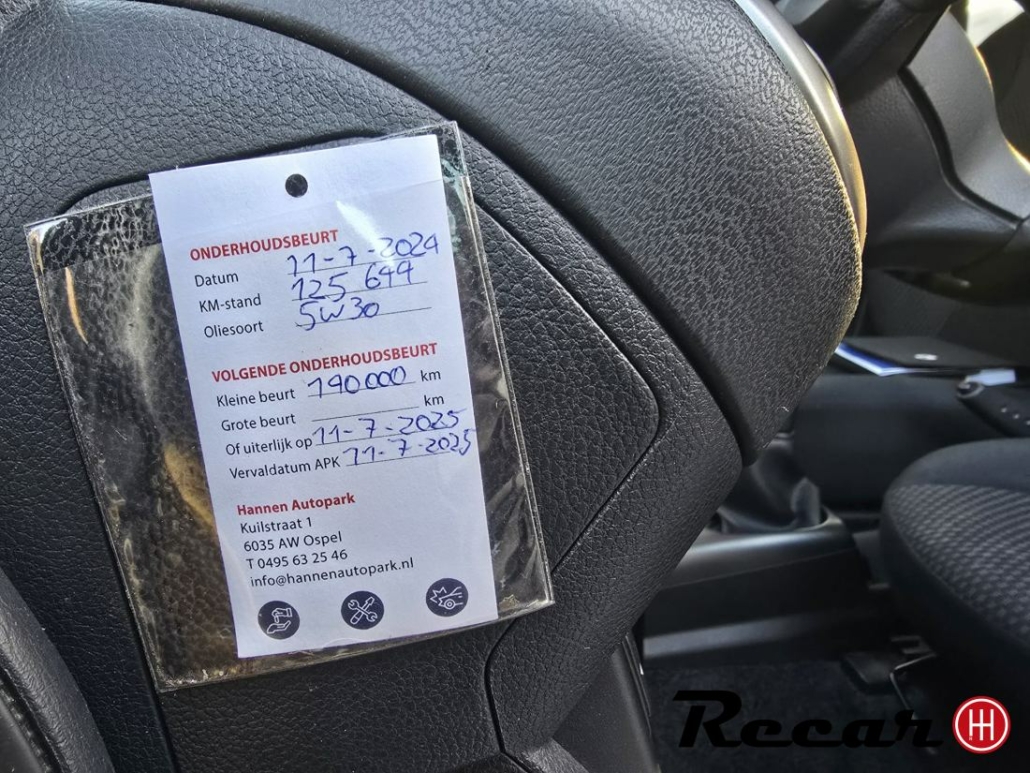 ONDERHOUDSBEURT
Datum 11-7-2024
KM-stand 125 644
Oliesoort 5W30
VOLGENDE ONDERHOUDSBEURT
Kleine beurt 140.000 km
Grote beurt km
Of uiterlijk op 11-7-2025
Vervaldatum APK 11-7-2025
Hannen Autopark
Kuilstraat 1
6035 AW Ospel
T 0495 63 25 46
info@hannenautopark.nl
Recar
H